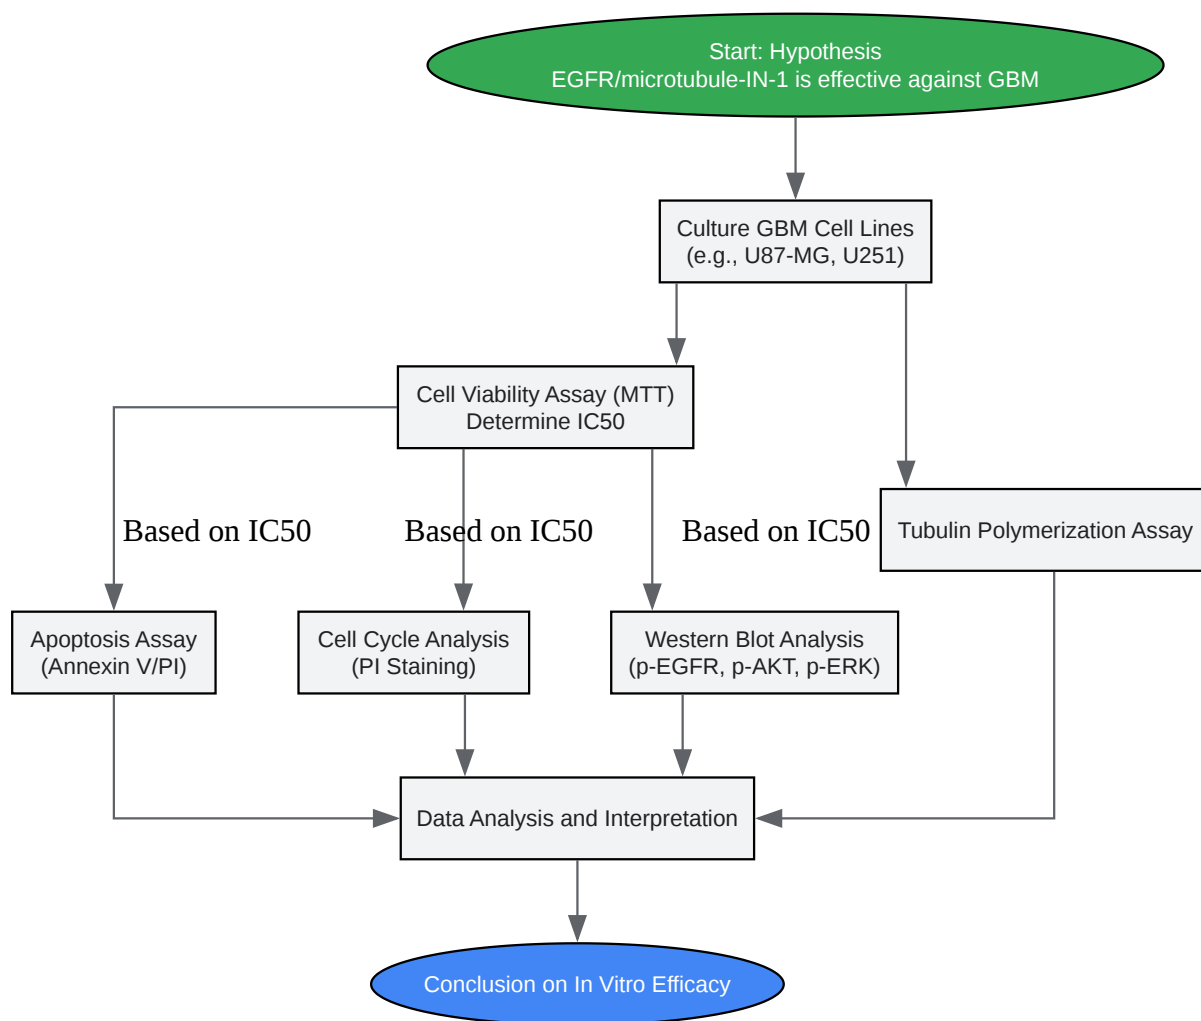 Start: Hypothesis
EGFR/microtubule-IN-1 is effective against GBM
Culture GBM Cell Lines
(e.g., U87-MG, U251)
Cell Viability Assay (MTT)
Determine IC50
Based on IC50
Based on IC50
Based on IC50
Tubulin Polymerization Assay
Apoptosis Assay
(Annexin V/PI)
Cell Cycle Analysis
(PI Staining)
Western Blot Analysis
(p-EGFR, p-AKT, p-ERK)
Data Analysis and Interpretation
Conclusion on In Vitro Efficacy